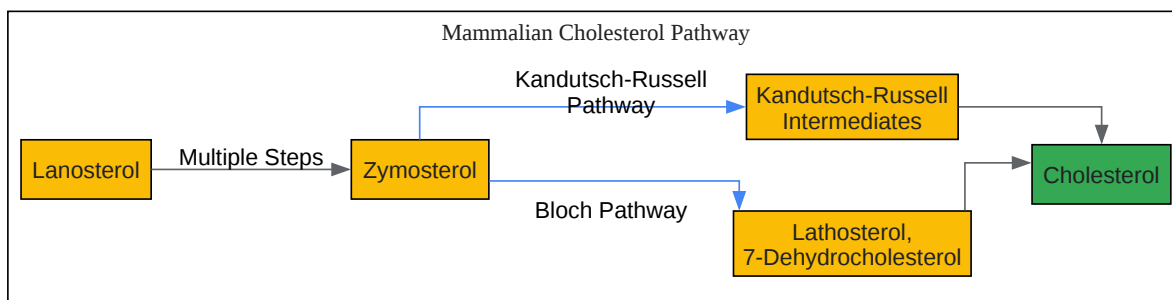 Mammalian Cholesterol Pathway
Kandutsch-Russell
Pathway
Kandutsch-Russell
Intermediates
Lanosterol
Multiple Steps
Zymosterol
Cholesterol
Bloch Pathway
Lathosterol,
7-Dehydrocholesterol